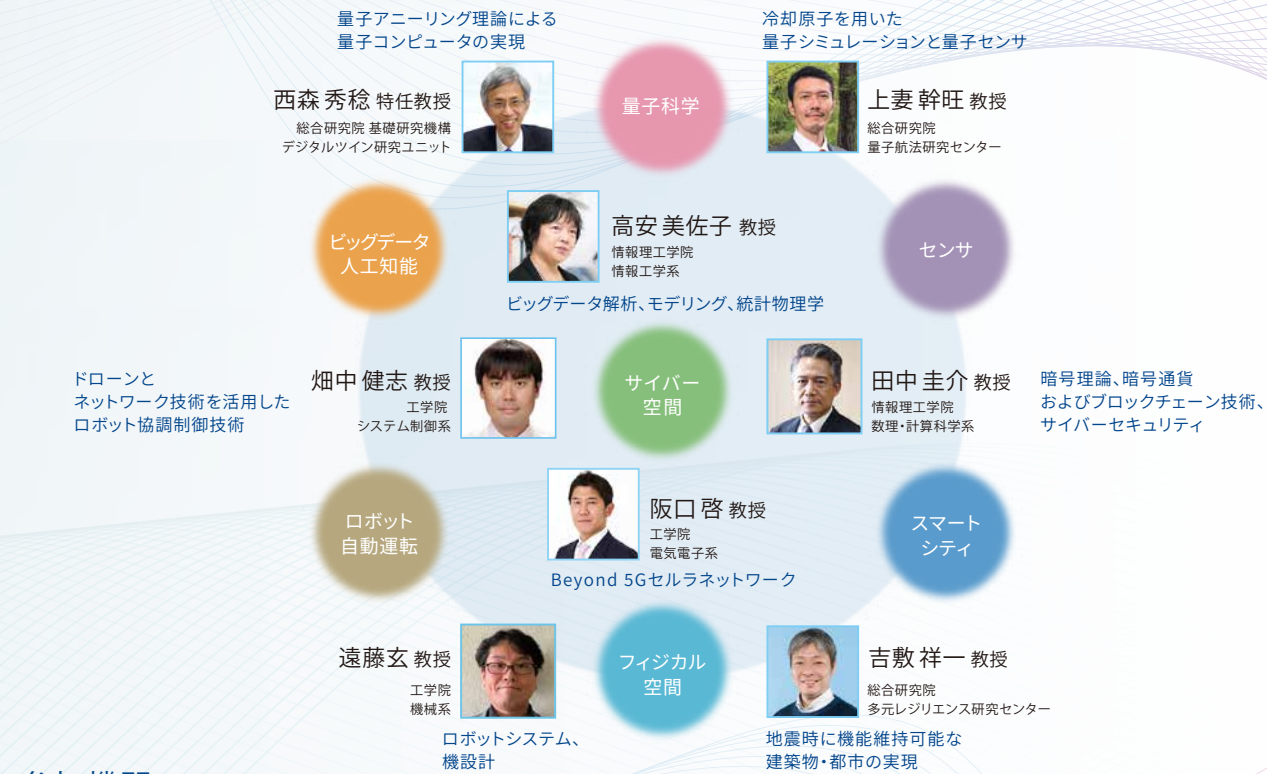 量子アニーリング理論による
量子コンピュータの実現
西森 秀稔 特任教授
総合研究院 基礎研究機構
デジタルツイン研究ユニット
量子科学
冷却原子を用いた
量子シミュレーションと量子センサ
上妻 幹旺 教授
総合研究院
量子航法研究センター
ビッグデータ
人工知能
高安 美佐子 教授
情報理工学院
情報工学系
ビッグデータ解析、モデリング、統計物理学
センサ
ドローンと
ネットワーク技術を活用した
ロボット協調制御技術
畑中 健志 教授
工学院
システム制御系
サイバー
空間
田中 圭介 教授
情報理工学院
数理・計算科学系
暗号理論、暗号通貨
およびブロックチェーン技術、
サイバーセキュリティ
ロボット
自動運転
阪口 啓 教授
工学院
電気電子系
Beyond 5Gセルラネットワーク
スマート
シティ
遠藤 玄 教授
工学院
機械系
ロボットシステム、
機設計
フィジカル
空間
吉敷 祥一 教授
総合研究院
多元レジリエンス研究センター
地震時に機能維持可能な
建築物・都市の実現